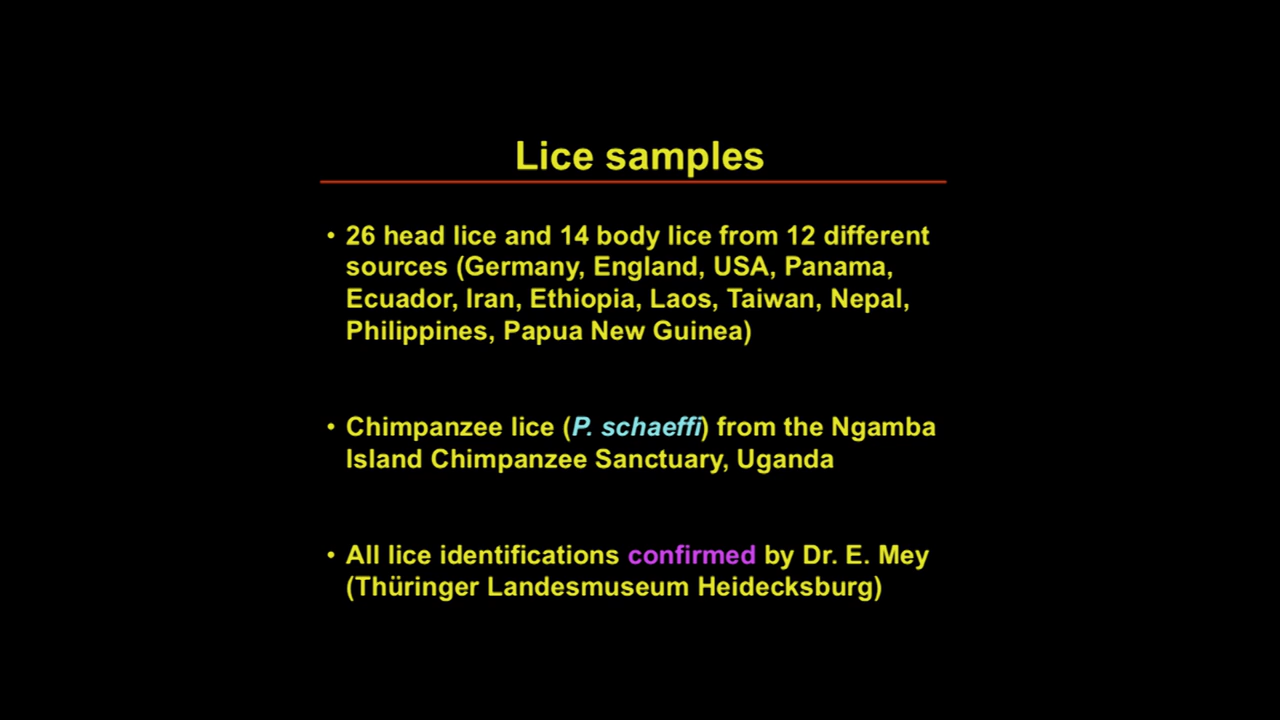 Lice samples
• 26 head lice and 14 body lice from 12 different
sources (Germany, England, USA, Panama,
Ecuador, Iran, Ethiopia, Laos, Taiwan, Nepal,
Philippines, Papua New Guinea)
• Chimpanzee lice (P. schaeffi) from the Ngamba
Island Chimpanzee Sanctuary, Uganda
• All lice identifications confirmed by Dr. E. Mey
(Thüringer Landesmuseum Heidecksburg)